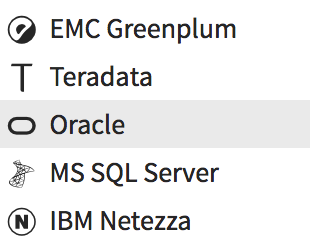 EMC Greenplum
Teradata
Oracle
MS SQL Server
IBM Netezza